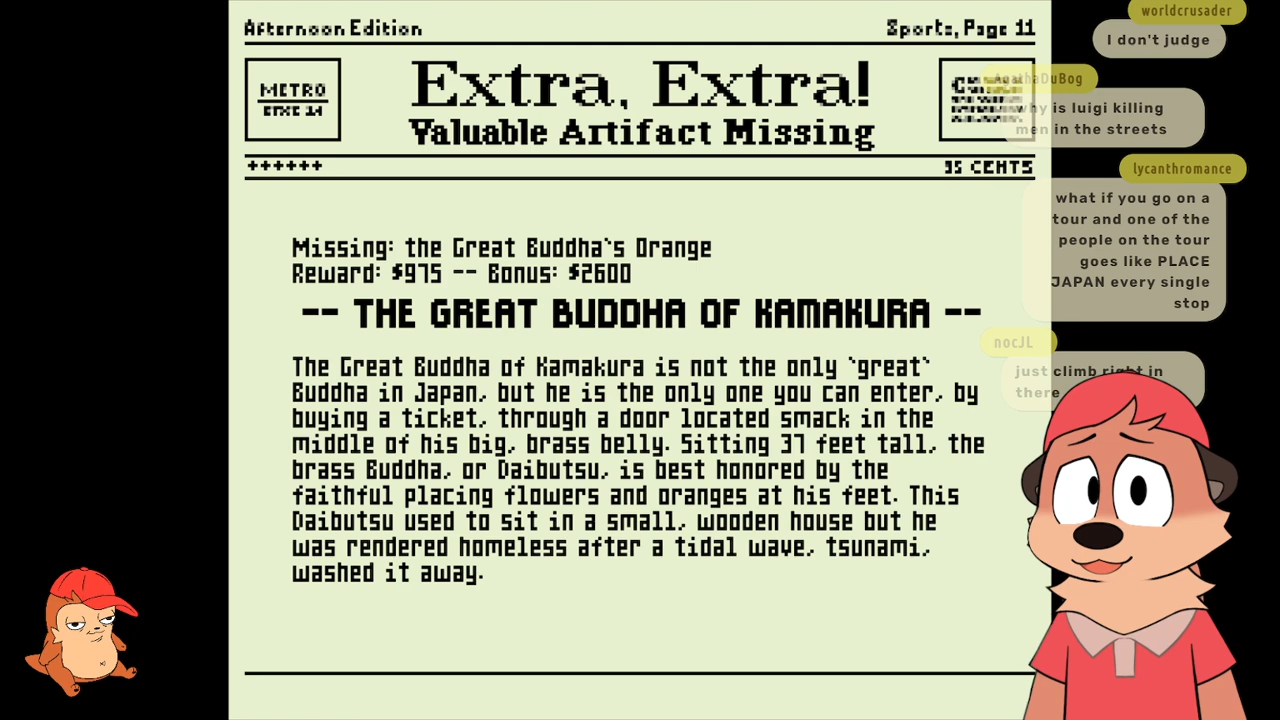 Afternoon Edition
Sports, Page 11
METRO
Extra, Extra!
Valuable Artifact Missing
++++++
35 CENTS
Missing: the Great Buddha's Orange
Reward: $975 -- Bonus: $2600
-- THE GREAT BUDDHA OF KAMAKURA --
The Great Buddha of Kamakura is not the only `great`
Buddha in Japan, but he is the only one you can enter, by
buying a ticket, through a door located smack in the
middle of his big, brass belly. Sitting 37 feet tall, the
brass Buddha, or Daibutsu, is best honored by the
faithful placing flowers and oranges at his feet. This
Daibutsu used to sit in a small, wooden house but he
was rendered homeless after a tidal wave, tsunami,
washed it away.
worldcrusader
I don't judge
AgathaDuBog
why is luigi killing
men in the streets
lycanthromance
what if you go on a
tour and one of the
people on the tour
goes like PLACE
JAPAN every single
stop
nocJL
just climb right in
there